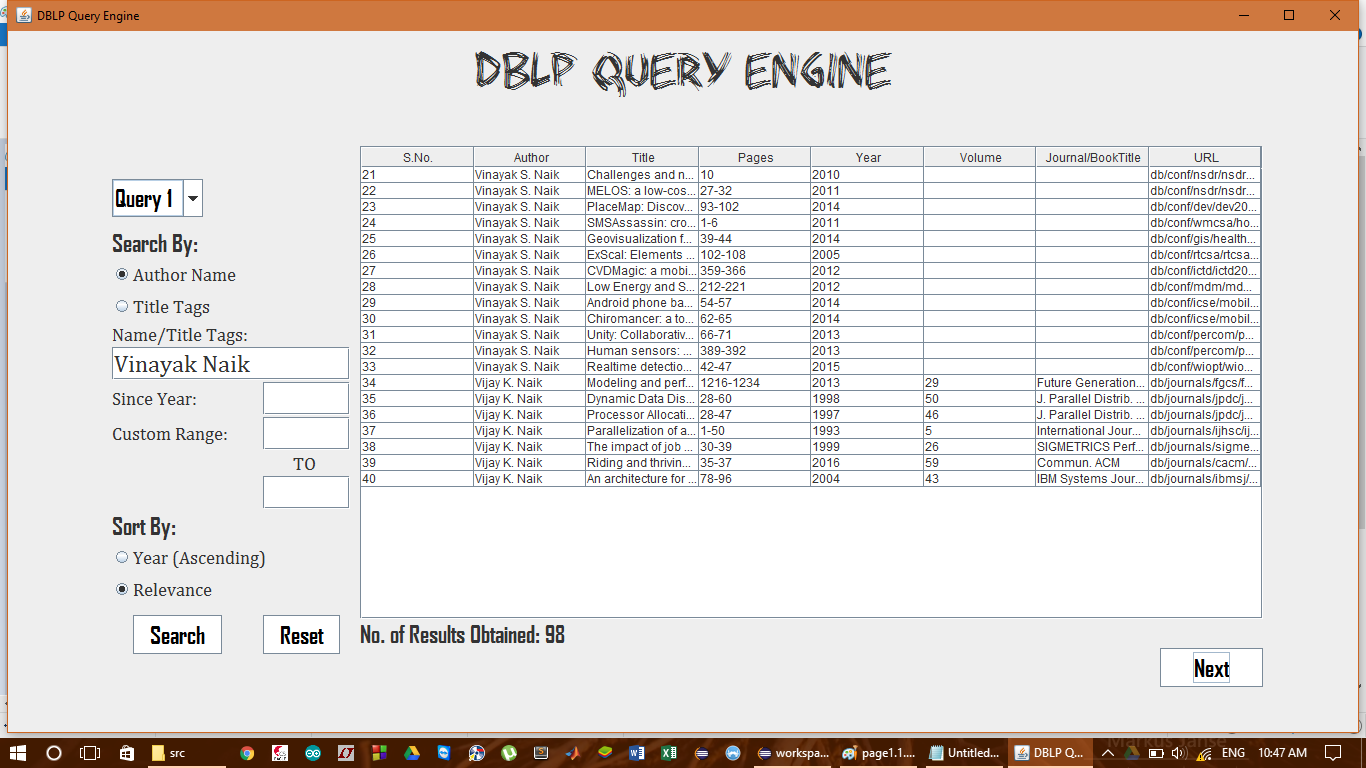 DBLP Query Engine
DBLP QUERY ENGINE
Query 1
Search By:
Author Name
Title Tags
Name/Title Tags:
Vinayak Naik
Since Year:
Custom Range:
TO
Sort By:
Year (Ascending)
Relevance
Search Reset
S.No. Author Title Pages Year Volume Journal/BookTitle URL
21 Vinayak S. Naik Challenges and n... 10 2010 db/conf/nsdr/nsdr...
22 Vinayak S. Naik MELOS: a low-cos... 27-32 2011 db/conf/nsdr/nsdr...
23 Vinayak S. Naik PlaceMap: Discov... 93-102 2014 db/conf/dev/dev20...
24 Vinayak S. Naik SMSAssassin: cro... 1-6 2011 db/conf/wmcsa/ho...
25 Vinayak S. Naik Geovisualization f... 39-44 2014 db/conf/gis/health...
26 Vinayak S. Naik ExScal: Elements ... 102-108 2005 db/conf/rtcsa/rtcsa...
27 Vinayak S. Naik CVDMagic: a mobi... 359-366 2012 db/conf/ictd/ictd20...
28 Vinayak S. Naik Low Energy and S... 212-221 2012 db/conf/mdm/md...
29 Vinayak S. Naik Android phone ba... 54-57 2014 db/conf/icse/mobil...
30 Vinayak S. Naik Chiromancer: a to... 62-65 2014 db/conf/icse/mobil...
31 Vinayak S. Naik Unity: Collaborativ... 66-71 2013 db/conf/percom/p...
32 Vinayak S. Naik Human sensors: ... 389-392 2013 db/conf/percom/p...
33 Vinayak S. Naik Realtime detectio... 42-47 2015 db/conf/wiopt/wio...
34 Vijay K. Naik Modeling and perf... 1216-1234 2013 29 Future Generation... db/journals/fgcs/f...
35 Vijay K. Naik Dynamic Data Dis... 28-60 1998 50 J. Parallel Distrib. ... db/journals/jpdc/j...
36 Vijay K. Naik Processor Allocati... 28-47 1997 46 J. Parallel Distrib. ... db/journals/jpdc/j...
37 Vijay K. Naik Parallelization of a... 1-50 1993 5 International Jour... db/journals/ijhsc/ij...
38 Vijay K. Naik The impact of job ... 30-39 1999 26 SIGMETRICS Perf... db/journals/sigme...
39 Vijay K. Naik Riding and thrivin... 35-37 2016 59 Commun. ACM db/journals/cacm/...
40 Vijay K. Naik An architecture for ... 78-96 2004 43 IBM Systems Jour... db/journals/ibmsj/...
No. of Results Obtained: 98
Next
src workspa... page1.1.... Untitled... DBLP Q... ENG 10:47 AM